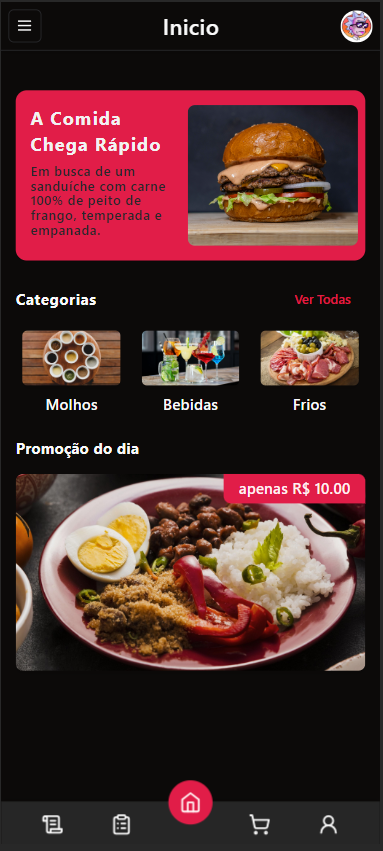 Inicio
A Comida
Chega Rápido
Em busca de um
sanduíche com carne
100% de peito de
frango, temperada e
empanada.
Categorias
Ver Todas
Molhos
Bebidas
Frios
Promoção do dia
apenas R$ 10.00